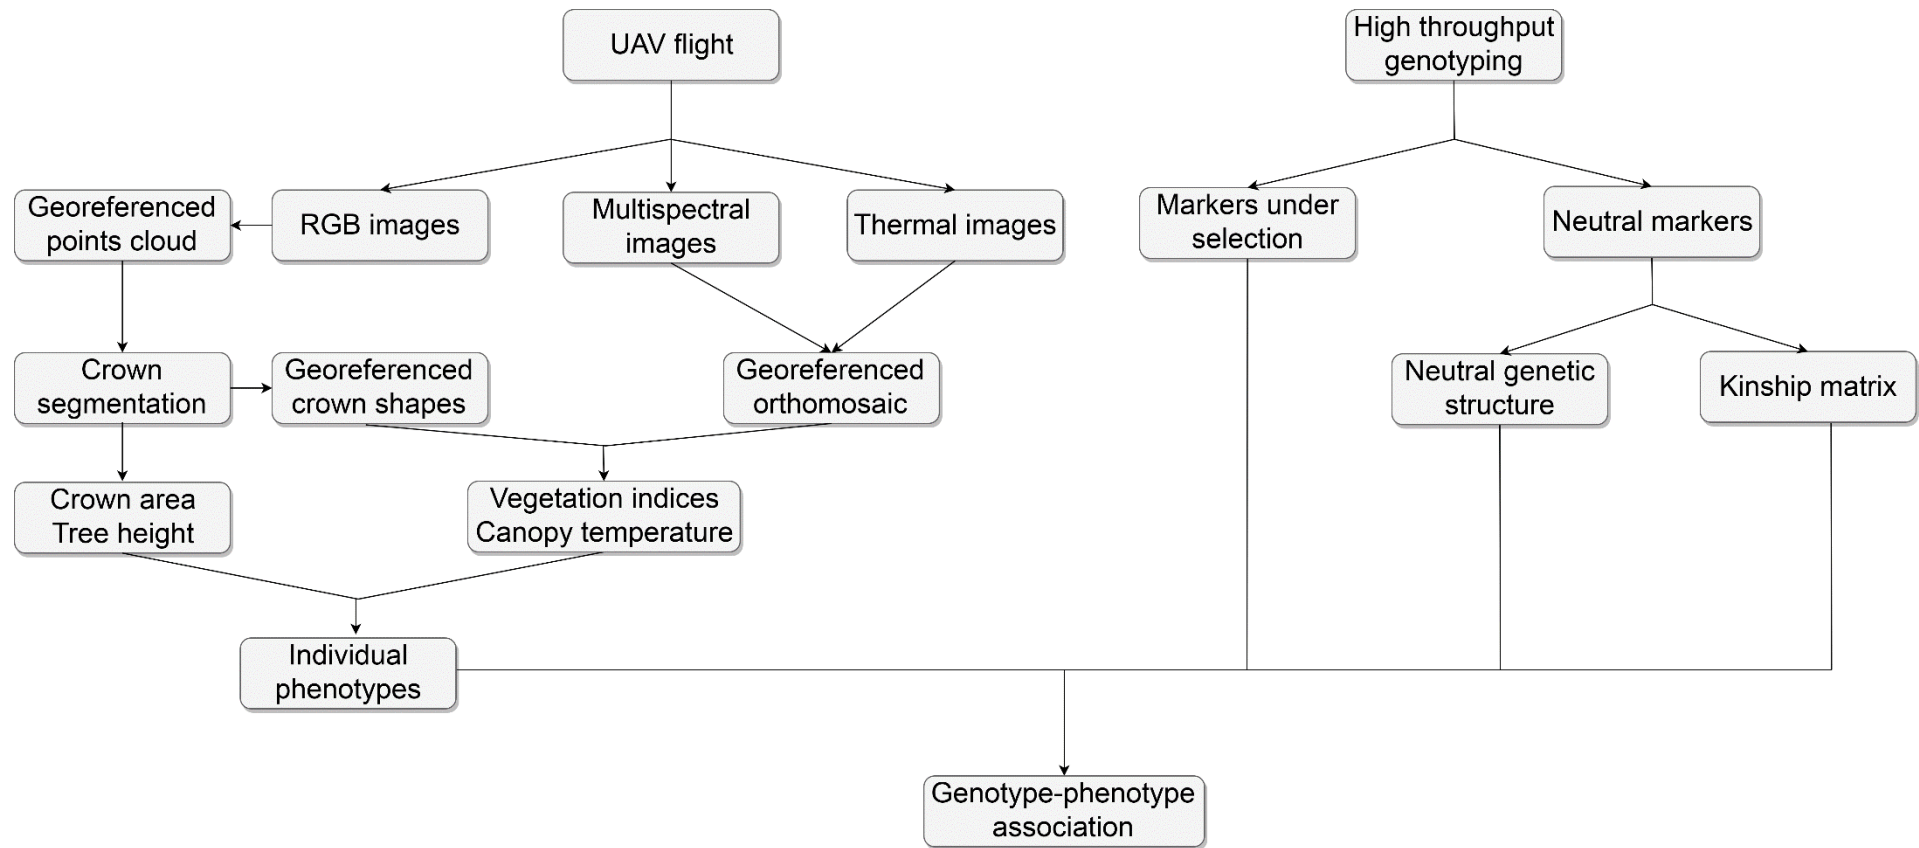 UAV flight
High throughput
genotyping
Georeferenced
points cloud
RGB images
Multispectral
images
Thermal images
Markers under
selection
Neutral markers
Crown
segmentation
Georeferenced
crown shapes
Georeferenced
orthomosaic
Neutral genetic
structure
Kinship matrix
Crown area
Tree height
Vegetation indices
Canopy temperature
Individual
phenotypes
Genotype-phenotype
association